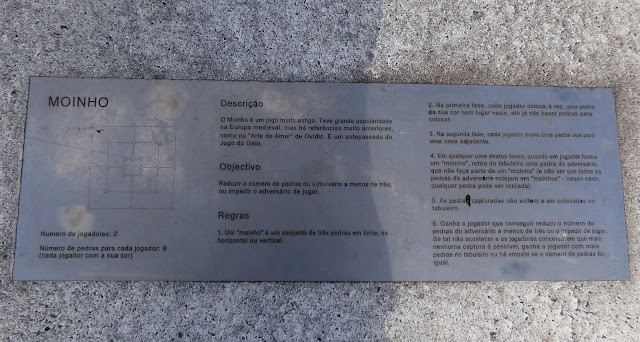 MOINHO
Numero de jogadores: 2
Número de pedras para cada jogador: 9
(cada jogador com a sua cor)
Descrição
O Moinho é um jogo muito antigo. Teve grande popularidade
na Europa medieval, mas há referências muito anteriores,
como na "Arte de Amar" de Ovídio. É um antepassado do
Jogo do Galo.
Objectivo
Reduzir o número de pedras do adversário a menos de três,
ou impedir o adversário de jogar.
Regras
1. Um "moinho" é um conjunto de três pedras em linha, na
horizontal ou vertical.
2. Na primeira fase, cada jogador coloca, à vez, uma pedra
da sua cor num lugar vazio, até já não haver pedras para
colocar.
3. Na segunda fase, cada jogador move uma pedra sua para
uma casa adjacente.
4. Em qualquer uma destas fases, quando um jogador forma
um "moinho", retira do tabuleiro uma pedra do adversário,
que não faça parte de um "moinho" (a não ser que todas as
pedras do adversário estejam em "moinhos" - nesse caso,
qualquer pedra pode ser retirada).
5. As pedras capturadas não voltam a ser colocadas no
tabuleiro.
6. Ganha o jogador que conseguir reduzir o número de
pedras do adversário a menos de três ou o impedir de jogar.
Se tal não acontecer e os jogadores concordarem que mais
nenhuma captura é possível, ganha o jogador com mais
pedras no tabuleiro ou há empate se o número de pedras for
igual.